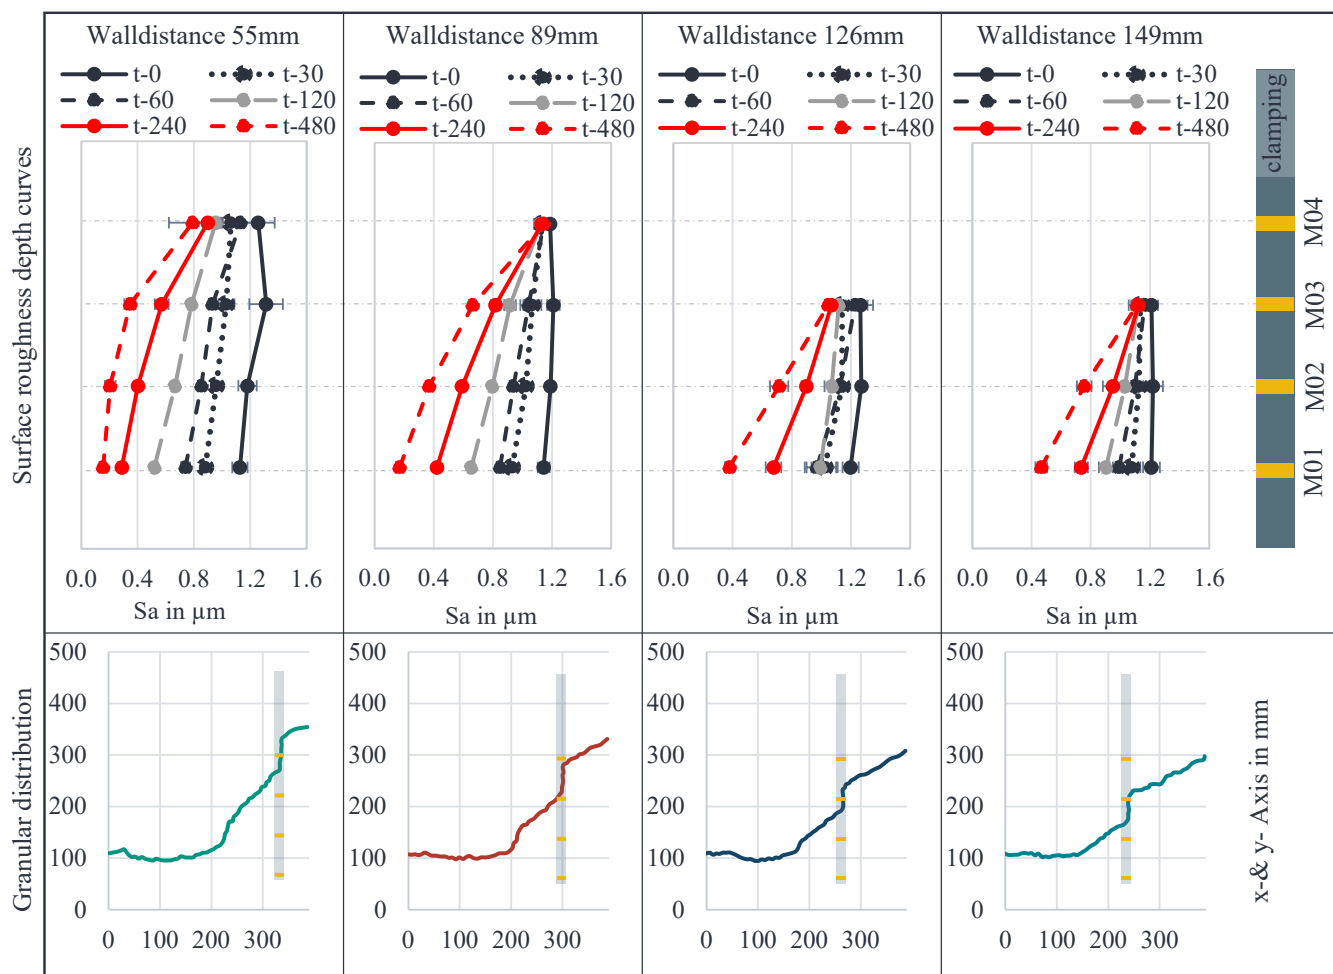 Walldistance 55mm
t-0 t-30
t-60 t-120
t-240 t-480
Walldistance 89mm
t-0 t-30
t-60 t-120
t-240 t-480
Walldistance 126mm
t-0 t-30
t-60 t-120
t-240 t-480
Walldistance 149mm
t-0 t-30
t-60 t-120
t-240 t-480
Surface roughness depth curves
clamping
M04
M03
M02
M01
0.0 0.4 0.8 1.2 1.6
Sa in µm
0.0 0.4 0.8 1.2 1.6
Sa in µm
0.0 0.4 0.8 1.2 1.6
Sa in µm
0.0 0.4 0.8 1.2 1.6
Sa in µm
Granular distribution
500
400
300
200
100
0
0 100 200 300
500
400
300
200
100
0
0 100 200 300
500
400
300
200
100
0
0 100 200 300
500
400
300
200
100
0
0 100 200 300
x-& y- Axis in mm